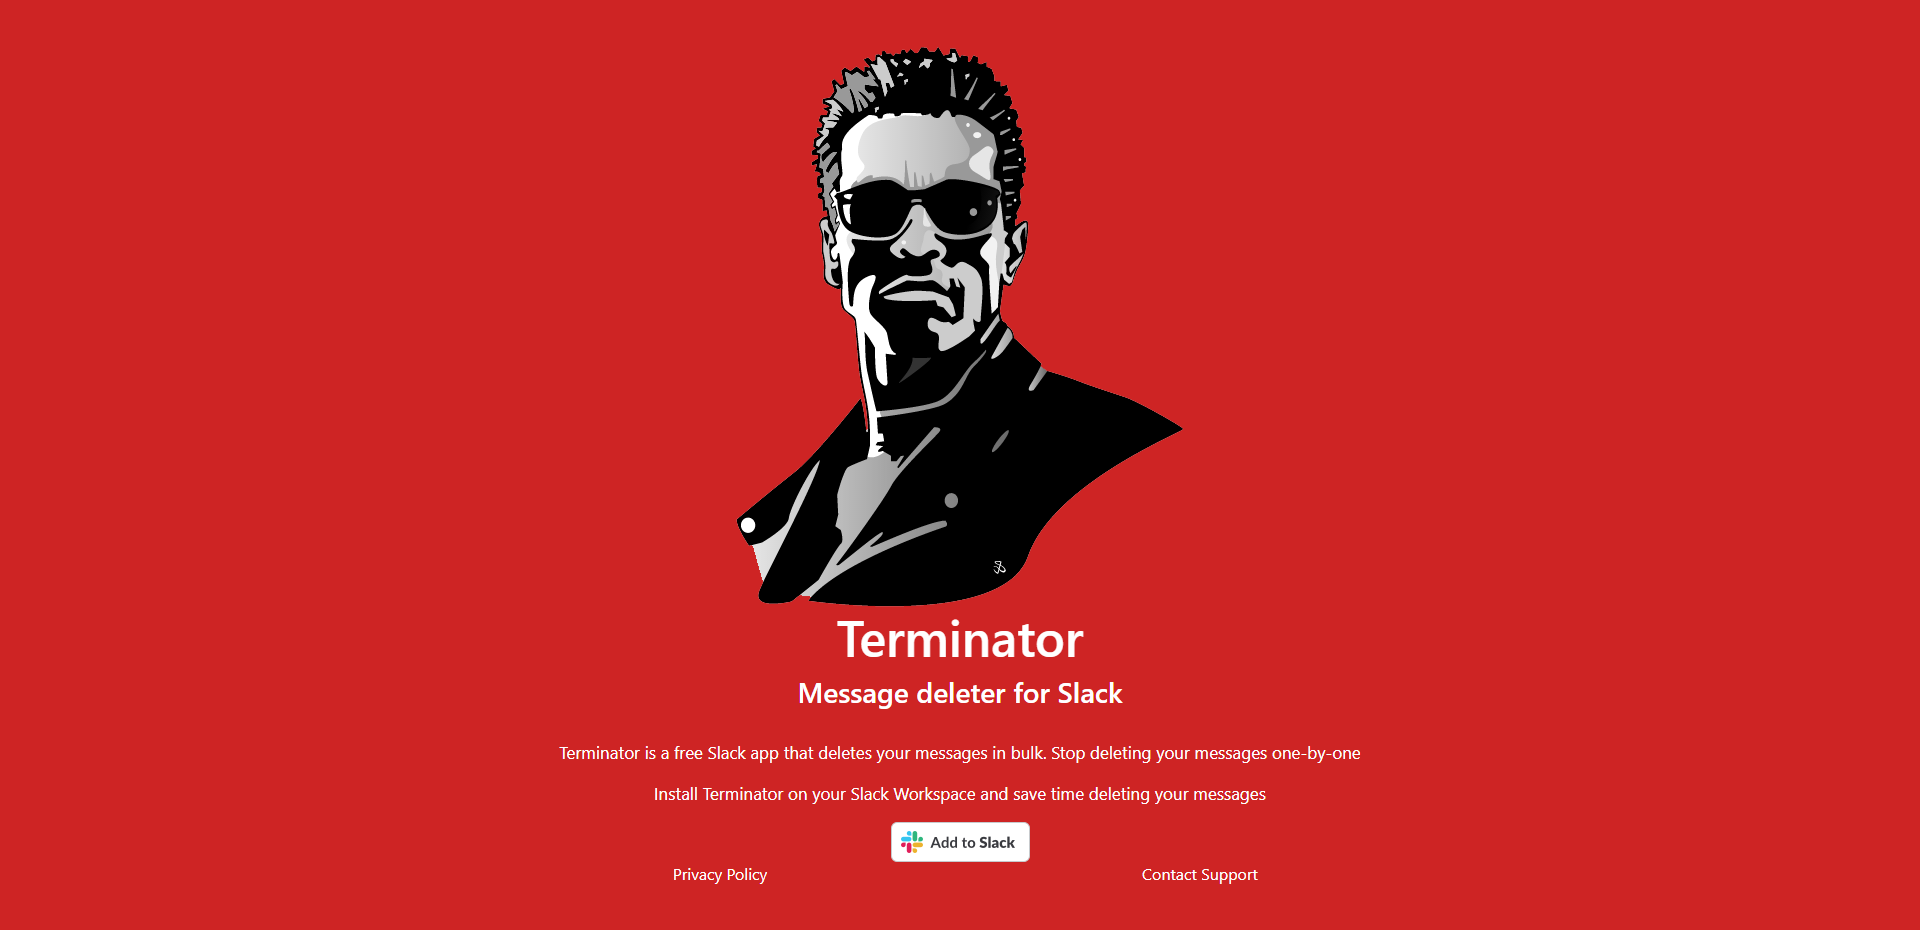 Terminator
Message deleter for Slack
Terminator is a free Slack app that deletes your messages in bulk. Stop deleting your messages one-by-one
Install Terminator on your Slack Workspace and save time deleting your messages
Add to Slack
Privacy Policy
Contact Support